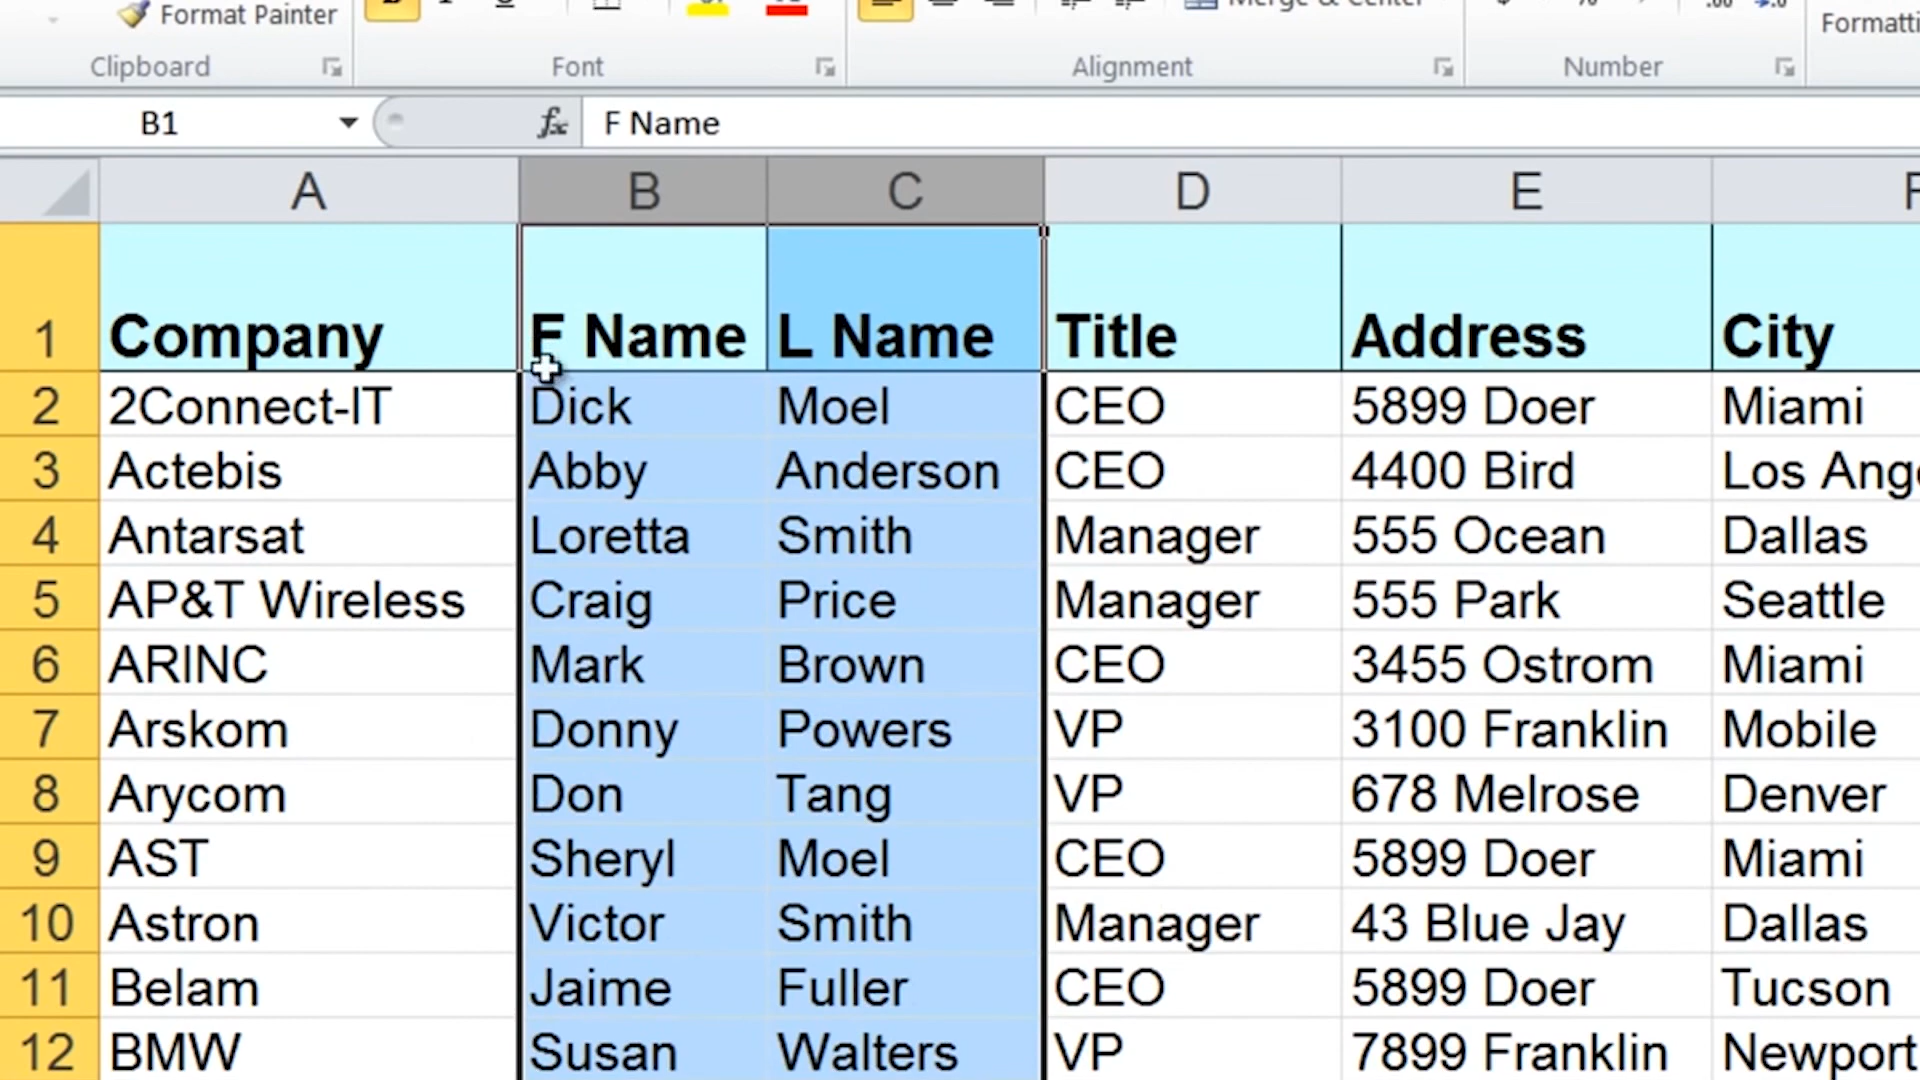 Format Painter
Merge & Center
Formatti
Clipboard
Font
Alignment
Number
B1
fx
F Name
A B C D E F
1 Company F Name L Name Title Address City
2 2Connect-IT Dick Moel CEO 5899 Doer Miami
3 Actebis Abby Anderson CEO 4400 Bird Los Ang
4 Antarsat Loretta Smith Manager 555 Ocean Dallas
5 AP&T Wireless Craig Price Manager 555 Park Seattle
6 ARINC Mark Brown CEO 3455 Ostrom Miami
7 Arskom Donny Powers VP 3100 Franklin Mobile
8 Arycom Don Tang VP 678 Melrose Denver
9 AST Sheryl Moel CEO 5899 Doer Miami
10 Astron Victor Smith Manager 43 Blue Jay Dallas
11 Belam Jaime Fuller CEO 5899 Doer Tucson
12 BMW Susan Walters VP 7899 Franklin Newport